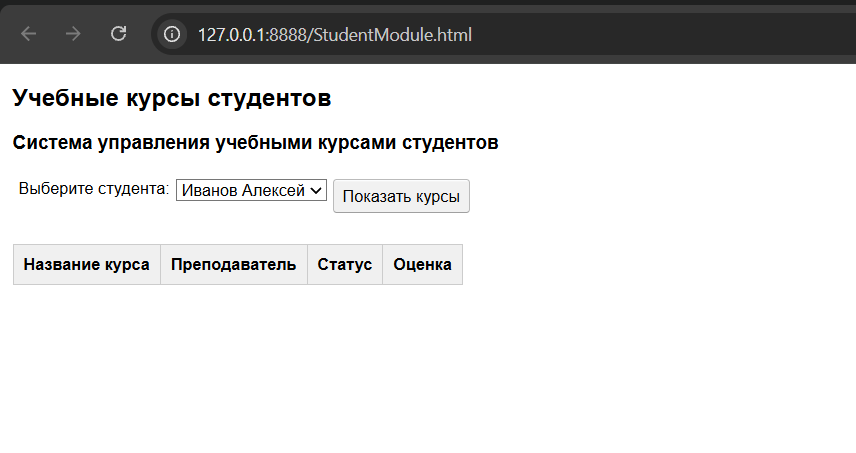 127.0.0.1:8888/StudentModule.html
Учебные курсы студентов
Система управления учебными курсами студентов
Выберите студента: Иванов Алексей Показать курсы
Название курса Преподаватель Статус Оценка